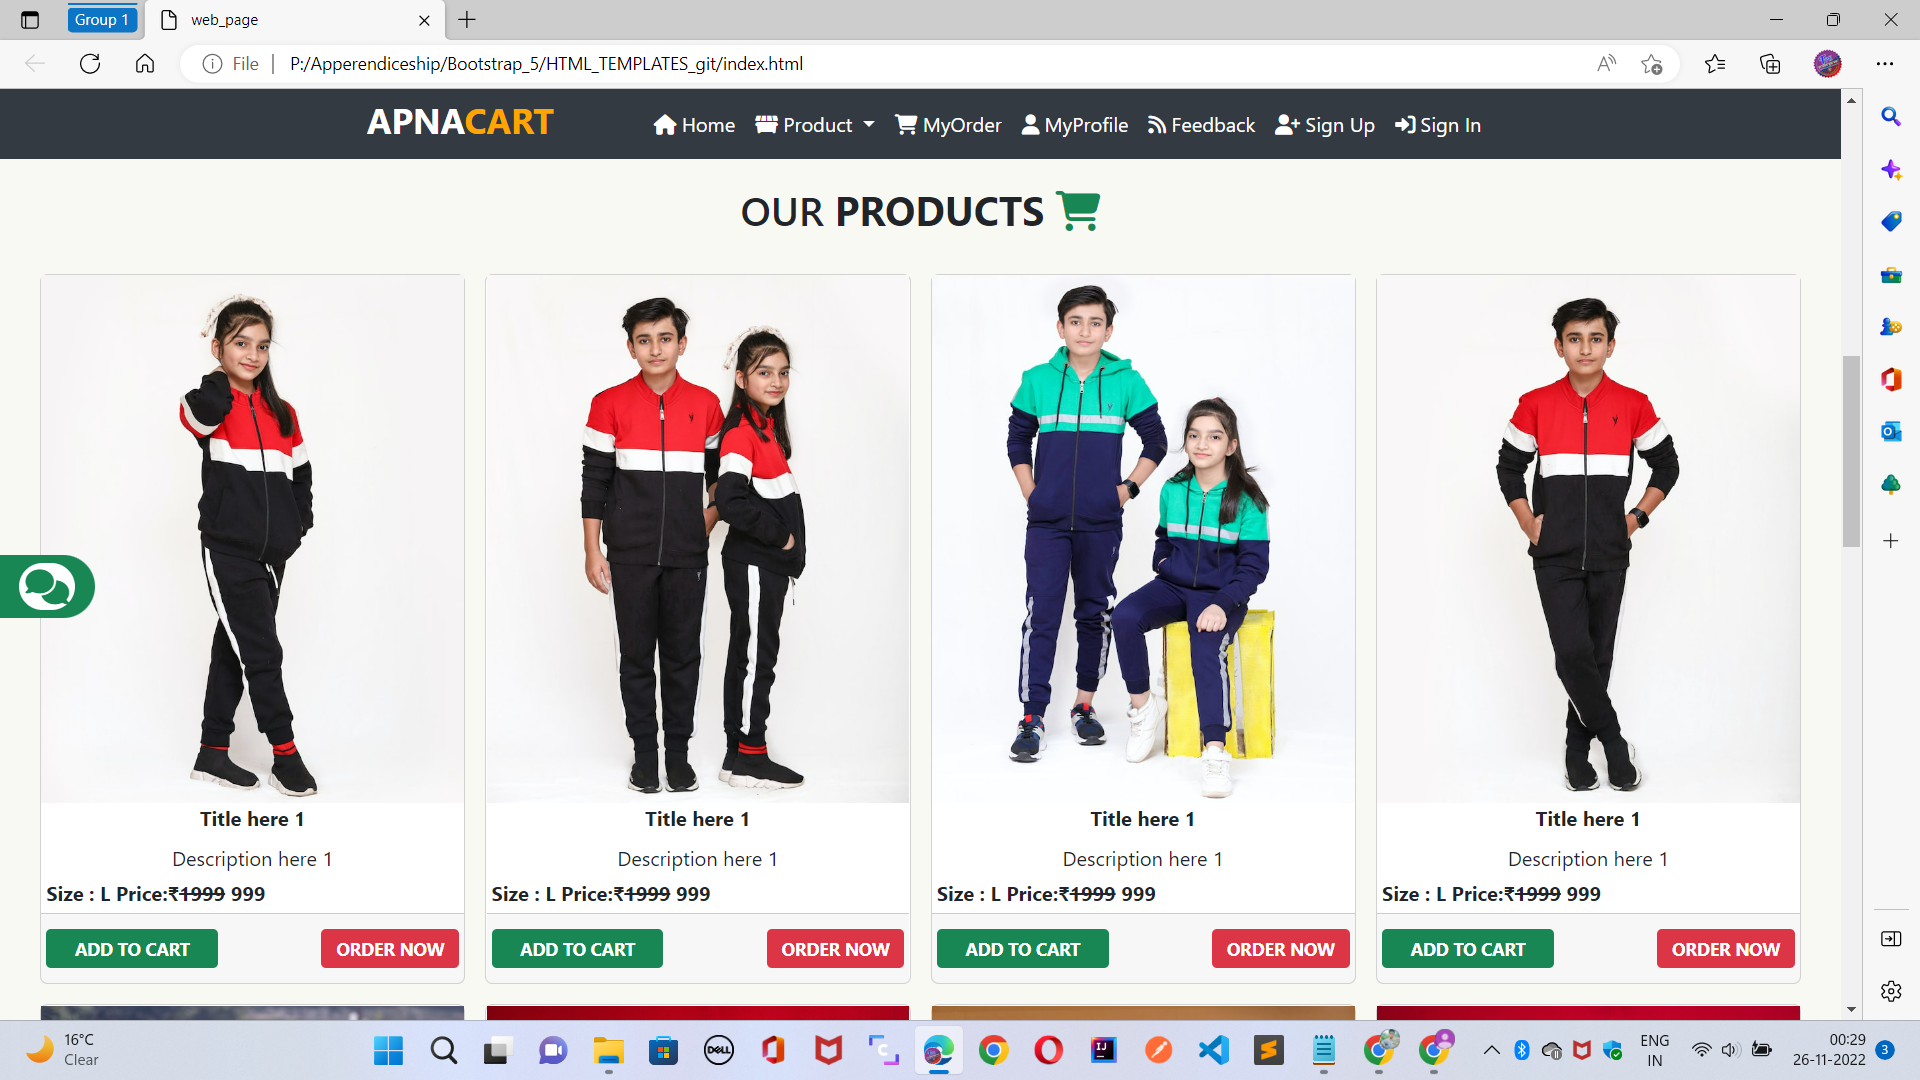 Group 1
web_page
File
P:/Apperendiceship/Bootstrap_5/HTML_TEMPLATES_git/index.html
APNACART Home Product MyOrder MyProfile Feedback Sign Up Sign In
OUR PRODUCTS
Title here 1 Title here 1 Title here 1 Title here 1
Description here 1 Description here 1 Description here 1 Description here 1
Size : L Price:₹1999 999 Size : L Price:₹1999 999 Size : L Price:₹1999 999 Size : L Price:₹1999 999
ADD TO CART ORDER NOW ADD TO CART ORDER NOW ADD TO CART ORDER NOW ADD TO CART ORDER NOW
16°C
Clear
DELL
IJ
ENG
IN
00:29
26-11-2022
3